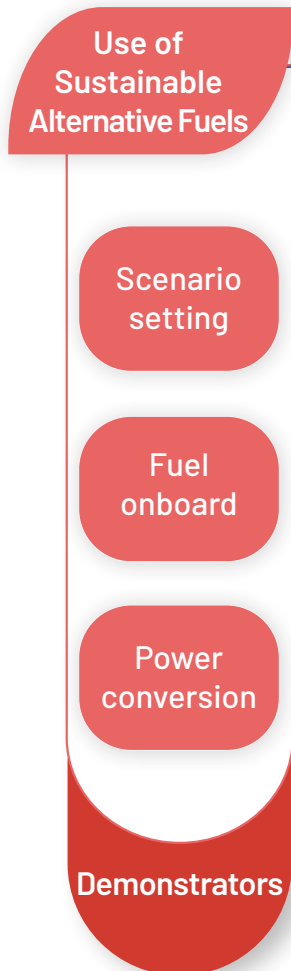 Use of
Sustainable
Alternative Fuels
Scenario
setting
Fuel
onboard
Power
conversion
Demonstrators